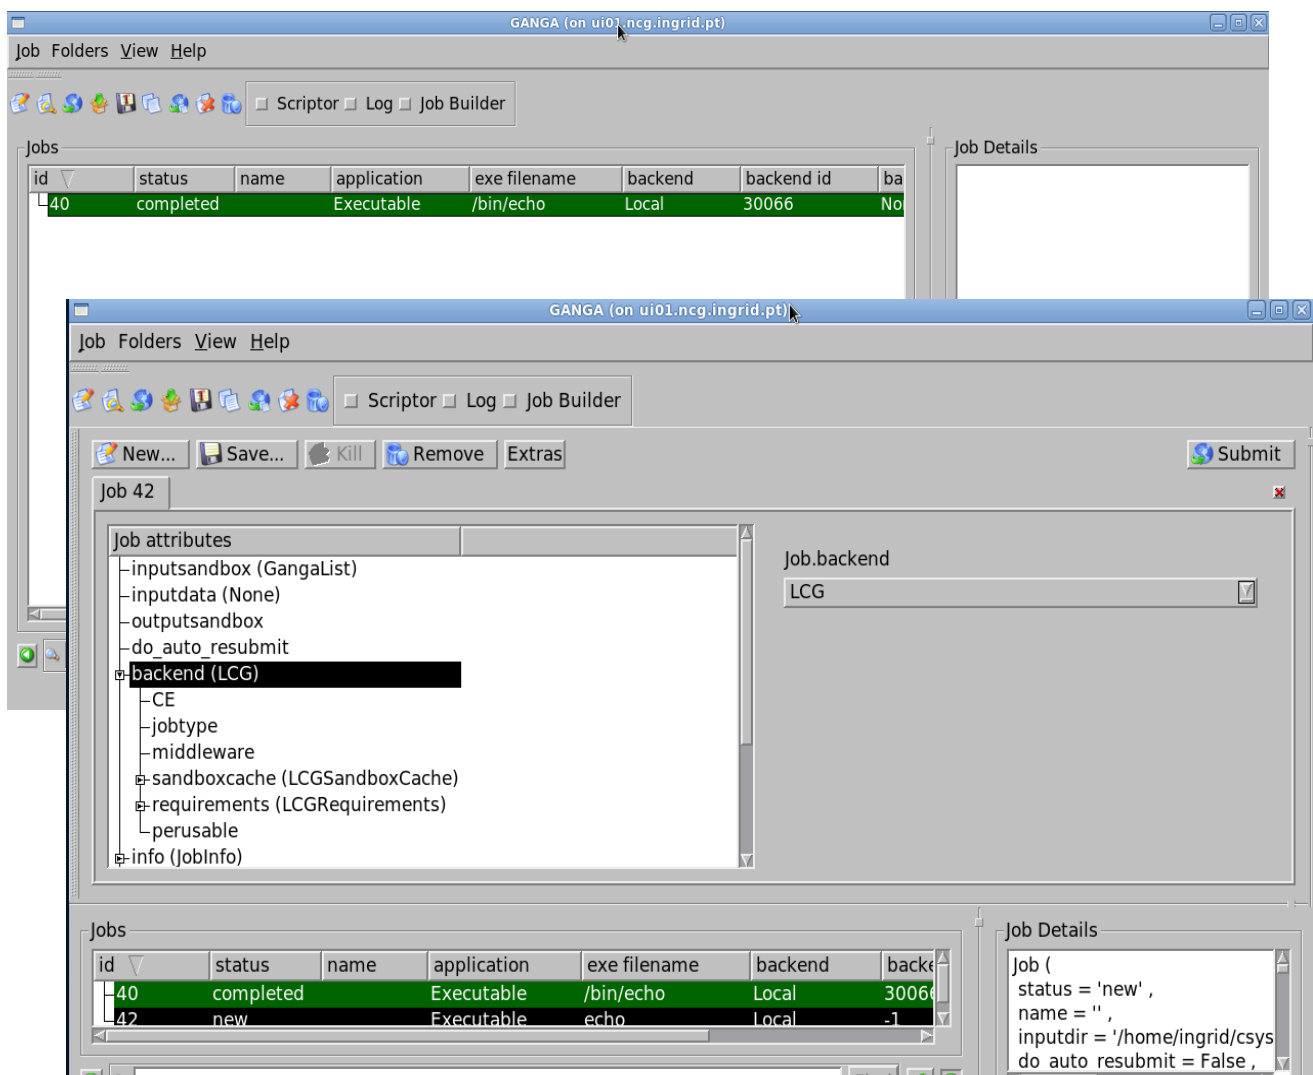 GANGA (on ui01.ncg.ingrid.pt)
Job Folders View Help
Scriptor Log Job Builder
Jobs
Job Details
id status name application exe filename backend backend id ba
40 completed Executable /bin/echo Local 30066 No
GANGA (on ui01.ncg.ingrid.pt)
Job Folders View Help
Scriptor Log Job Builder
New... Save... Kill Remove Extras Submit
Job 42
Job attributes
inputsandbox (GangaList)
inputdata (None)
outputsandbox
do_auto_resubmit
backend (LCG)
CE
jobtype
middleware
sandboxcache (LCGSandboxCache)
requirements (LCGRequirements)
perusable
info (JobInfo)
Job.backend
LCG
Jobs
id status name application exe filename backend backe
40 completed Executable /bin/echo Local 30066
42 new Executable echo Local -1
Job Details
Job (
status = 'new' ,
name = '' ,
inputdir = '/home/ingrid/csys
do_auto_resubmit = False ,